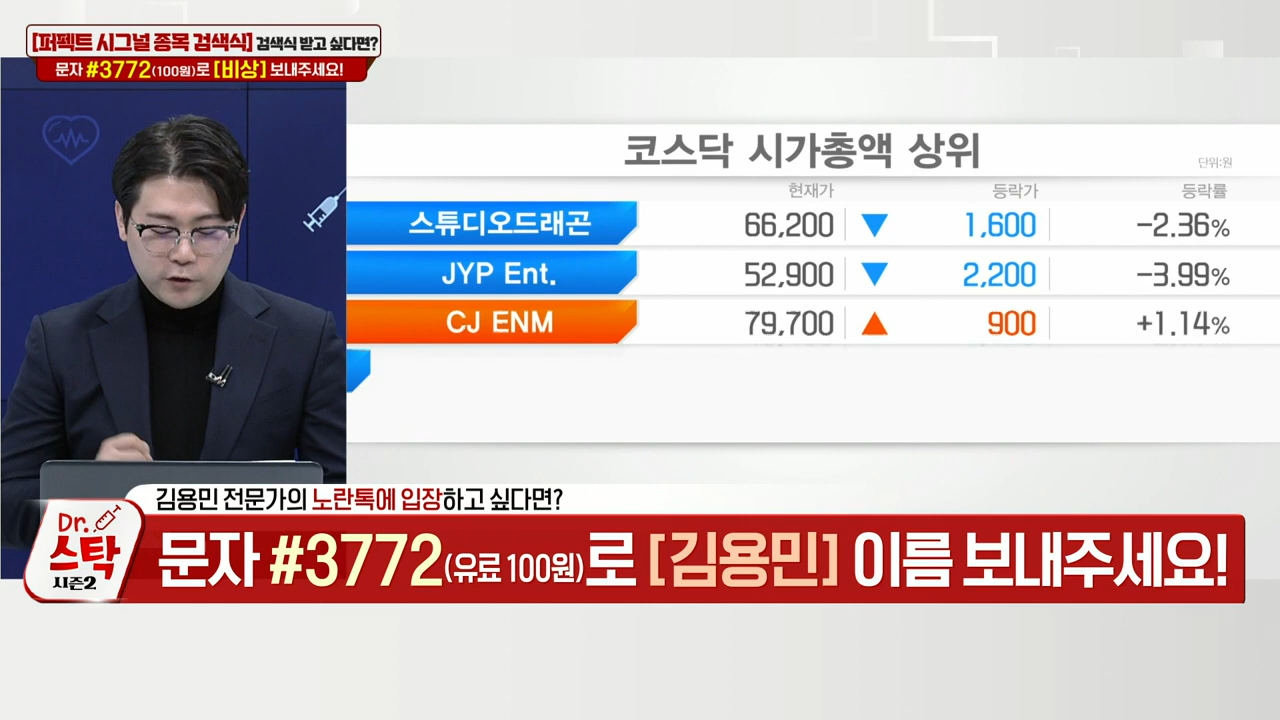 [퍼펙트 시그널 종목 검색식] 검색식 받고 싶다면?
문자 #3772(100원)로 [비상] 보내주세요!
코스닥 시가총액 상위
단위:원
현재가 등락가 등락률
스튜디오드래곤 66,200 ▼ 1,600 -2.36%
JYP Ent. 52,900 ▼ 2,200 -3.99%
CJ ENM 79,700 ▲ 900 +1.14%
김용민 전문가의 노란톡에 입장하고 싶다면?
Dr.
스탁
시즌2
문자 #3772(유료 100원)로 [김용민] 이름 보내주세요!